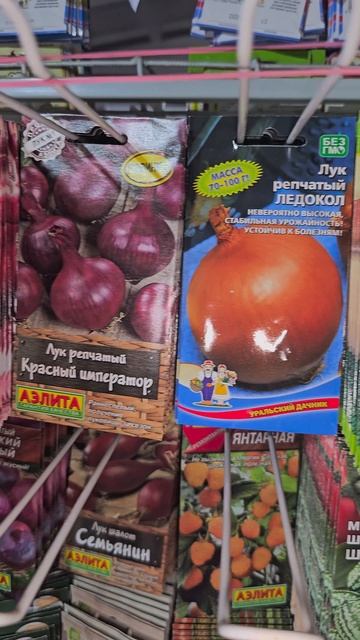 Лук репчатый
Красный император
АЭЛИТА
МАССА
70-100 Г!
БЕЗ
ГМО
Лук
репчатый
ЛЕДОКОЛ
НЕВЕРОЯТНО ВЫСОКАЯ,
СТАБИЛЬНАЯ УРОЖАЙНОСТЬ!
УСТОЙЧИВ К БОЛЕЗНЯМ!
УРАЛЬСКИЙ ДАЧНИК
Лук шалот
Семьянин
АЭЛИТА
ЯНТАРНАЯ
АЭЛИТА